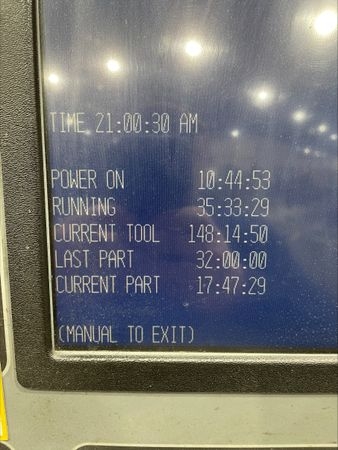 TIME 21:00:30 AM
POWER ON 10:44:53
RUNNING 35:33:29
CURRENT TOOL 148:14:50
LAST PART 32:00:00
CURRENT PART 17:47:29
(MANUAL TO EXIT)